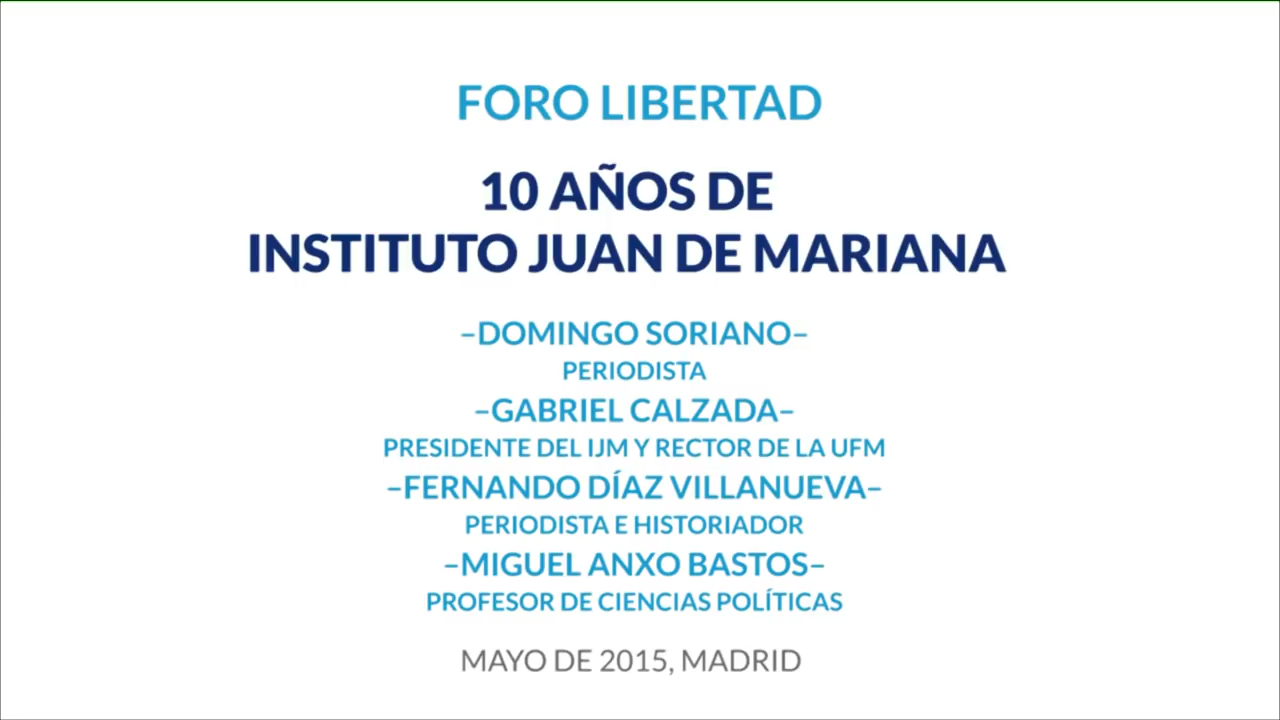 FORO LIBERTAD
10 AÑOS DE
INSTITUTO JUAN DE MARIANA
–DOMINGO SORIANO–
PERIODISTA
–GABRIEL CALZADA–
PRESIDENTE DEL IJM Y RECTOR DE LA UFM
–FERNANDO DÍAZ VILLANUEVA–
PERIODISTA E HISTORIADOR
–MIGUEL ANXO BASTOS–
PROFESOR DE CIENCIAS POLÍTICAS
MAYO DE 2015, MADRID